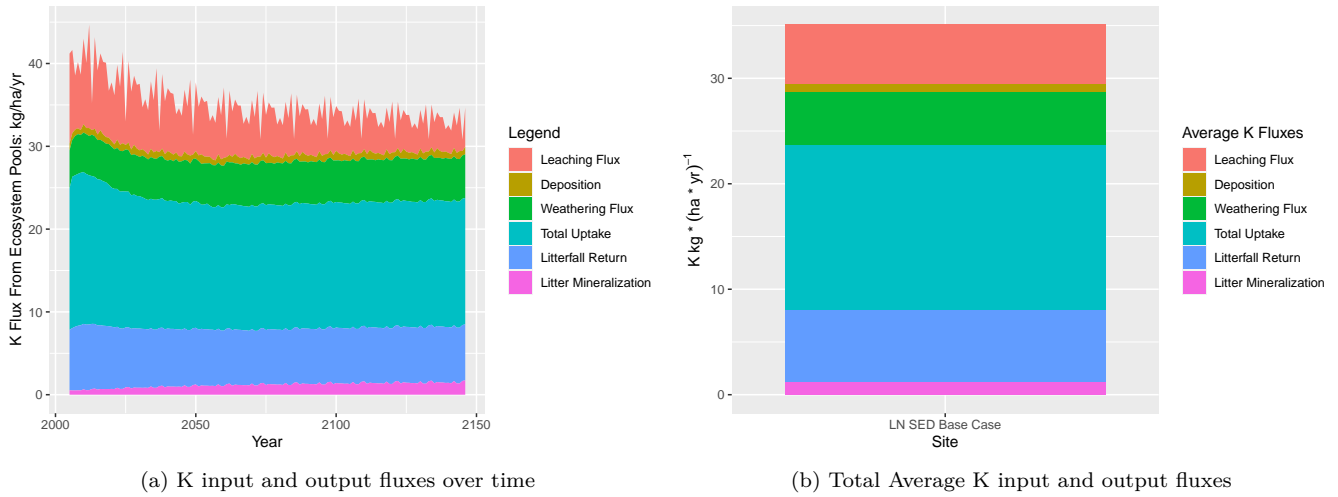 K Flux From Ecosystem Pools: kg/ha/yr
40
30
20
10
0
2000 2050 2100 2150
Year
Legend
Leaching Flux
Deposition
Weathering Flux
Total Uptake
Litterfall Return
Litter Mineralization
(a) K input and output fluxes over time
K kg * (ha * yr)⁻¹
30
20
10
0
LN SED Base Case
Site
Average K Fluxes
Leaching Flux
Deposition
Weathering Flux
Total Uptake
Litterfall Return
Litter Mineralization
(b) Total Average K input and output fluxes